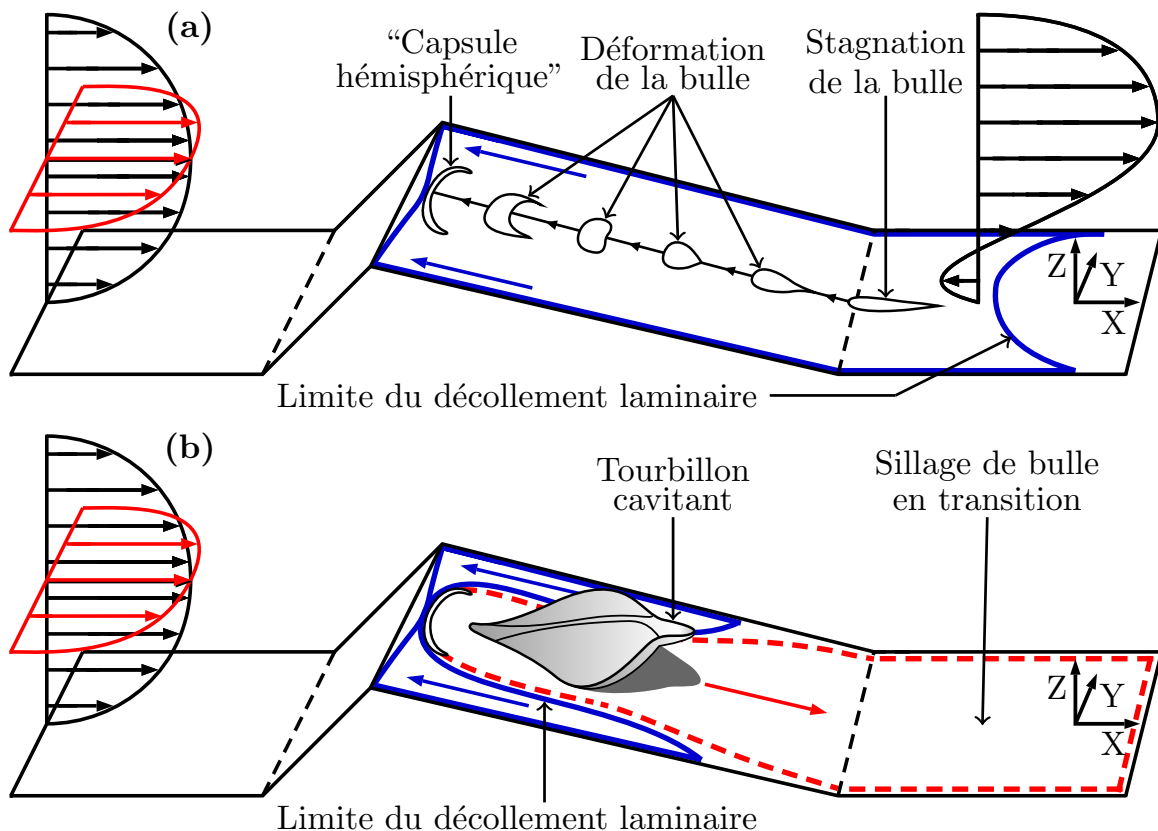 (a)
“Capsule
hémisphérique”
Déformation
de la bulle
Stagnation
de la bulle
Z
Y
X
Limite du décollement laminaire
(b)
Tourbillon
cavitant
Sillage de bulle
en transition
Z
Y
X
Limite du décollement laminaire